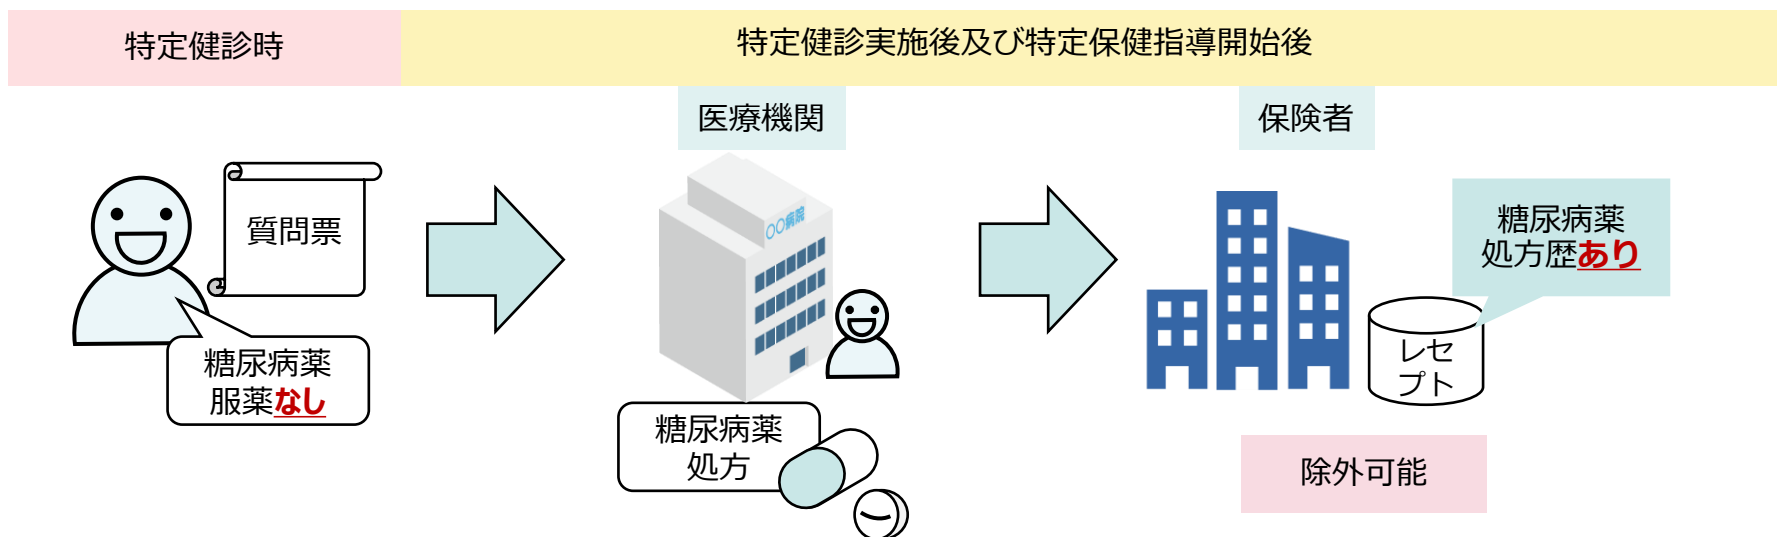 特定健診時
特定健診実施後及び特定保健指導開始後
医療機関
保険者
質問票
糖尿病薬
服薬なし
〇〇病院
糖尿病薬
処方
糖尿病薬
処方歴あり
レセ
プト
除外可能